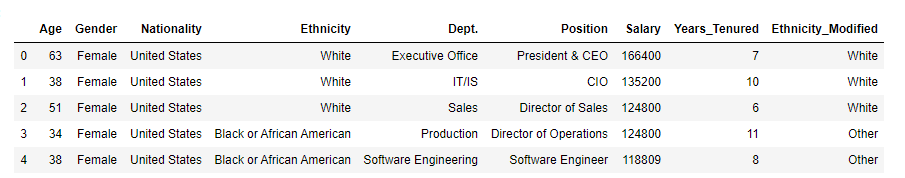 Age Gender Nationality Ethnicity Dept. Position Salary Years_Tenured Ethnicity_Modified
0 63 Female United States White Executive Office President & CEO 166400 7 White
1 38 Female United States White IT/IS CIO 135200 10 White
2 51 Female United States White Sales Director of Sales 124800 6 White
3 34 Female United States Black or African American Production Director of Operations 124800 11 Other
4 38 Female United States Black or African American Software Engineering Software Engineer 118809 8 Other